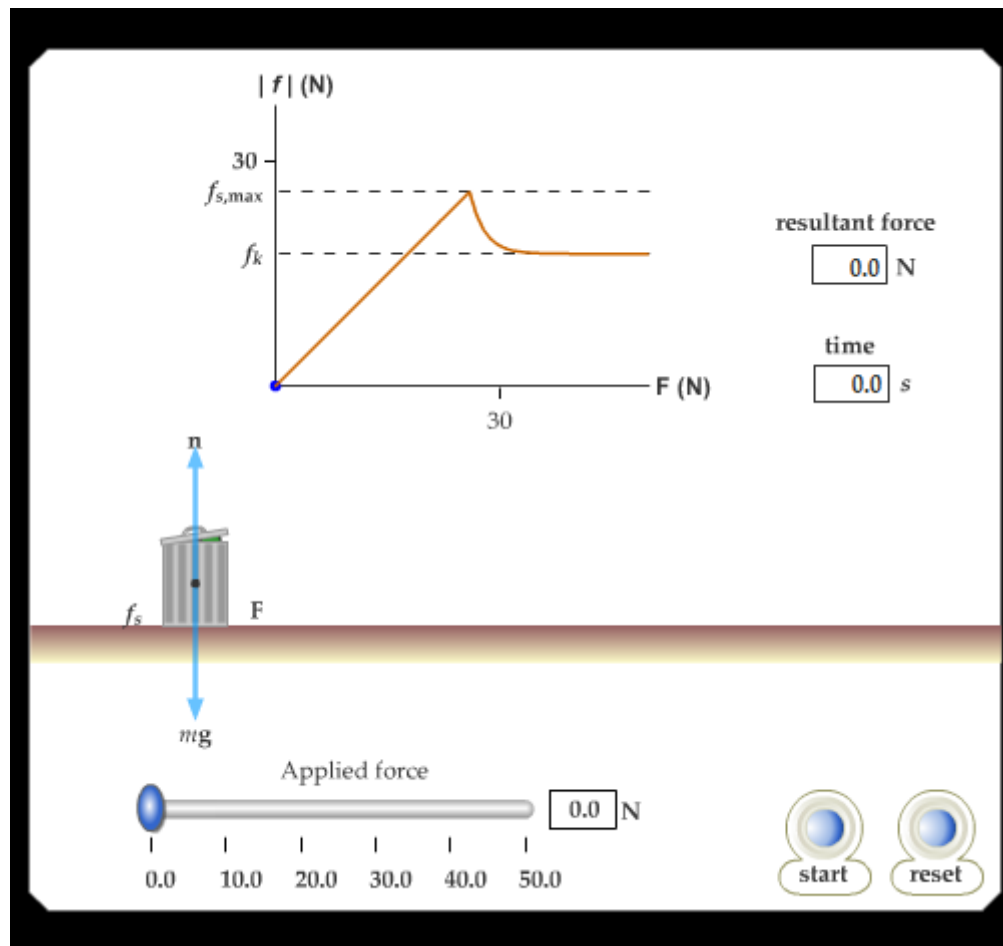 | f | (N)
30
fs,max
fk
F (N)
30
resultant force
0.0 N
time
0.0 s
n
fs
F
mg
Applied force
0.0 N
0.0 10.0 20.0 30.0 40.0 50.0
start reset